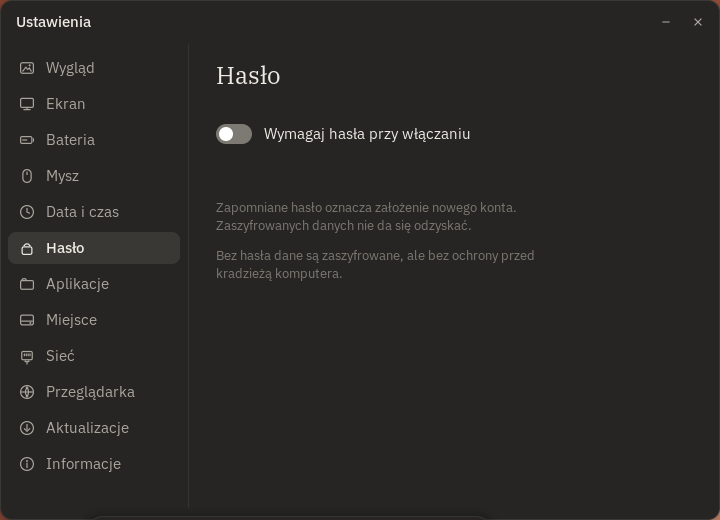 Ustawienia
Wygląd
Ekran
Bateria
Mysz
Data i czas
Hasło
Aplikacje
Miejsce
Sieć
Przeglądarka
Aktualizacje
Informacje
Hasło
Wymagaj hasła przy włączaniu
Zapomniane hasło oznacza założenie nowego konta.
Zaszyfrowanych danych nie da się odzyskać.
Bez hasła dane są zaszyfrowane, ale bez ochrony przed
kradzieżą komputera.